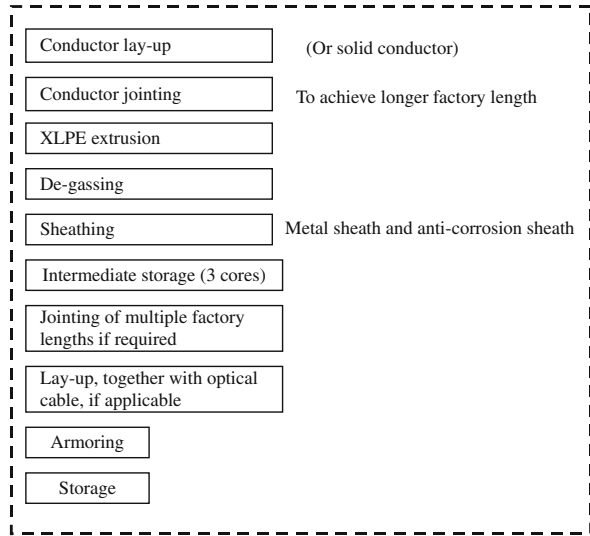 Conductor lay-up (Or solid conductor)
Conductor jointing To achieve longer factory length
XLPE extrusion
De-gassing
Sheathing Metal sheath and anti-corrosion sheath
Intermediate storage (3 cores)
Jointing of multiple factory
lengths if required
Lay-up, together with optical
cable, if applicable
Armoring
Storage